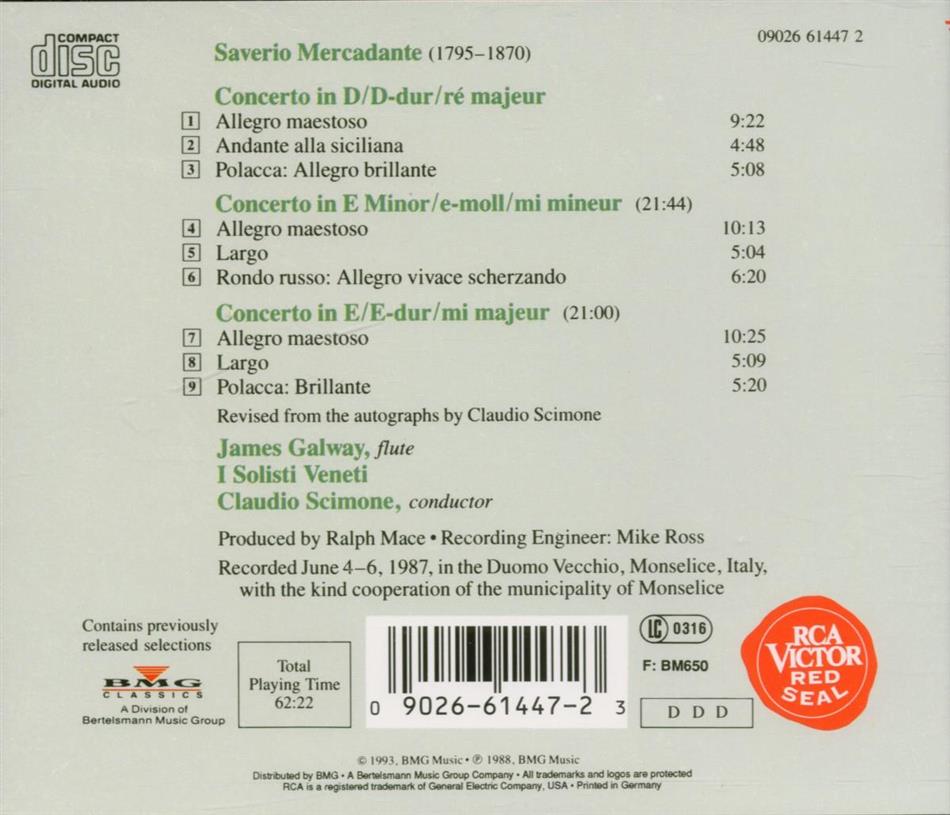 COMPACT
disc
DIGITAL AUDIO
09026 61447 2
Saverio Mercadante (1795–1870)
Concerto in D/D-dur/ré majeur
1 Allegro maestoso 9:22
2 Andante alla siciliana 4:48
3 Polacca: Allegro brillante 5:08
Concerto in E Minor/e-moll/mi mineur (21:44)
4 Allegro maestoso 10:13
5 Largo 5:04
6 Rondo russo: Allegro vivace scherzando 6:20
Concerto in E/E-dur/mi majeur (21:00)
7 Allegro maestoso 10:25
8 Largo 5:09
9 Polacca: Brillante 5:20
Revised from the autographs by Claudio Scimone
James Galway, flute
I Solisti Veneti
Claudio Scimone, conductor
Produced by Ralph Mace • Recording Engineer: Mike Ross
Recorded June 4–6, 1987, in the Duomo Vecchio, Monselice, Italy,
with the kind cooperation of the municipality of Monselice
Contains previously
released selections
BMG
CLASSICS
A Division of
Bertelsmann Music Group
Total
Playing Time
62:22
0 9026-61447-2 3
LC 0316
F: BM650
D D D
RCA
VICTOR
RED
SEAL
© 1993, BMG Music • ℗ 1988, BMG Music
Distributed by BMG • A Bertelsmann Music Group Company • All trademarks and logos are protected
RCA is a registered trademark of General Electric Company, USA • Printed in Germany